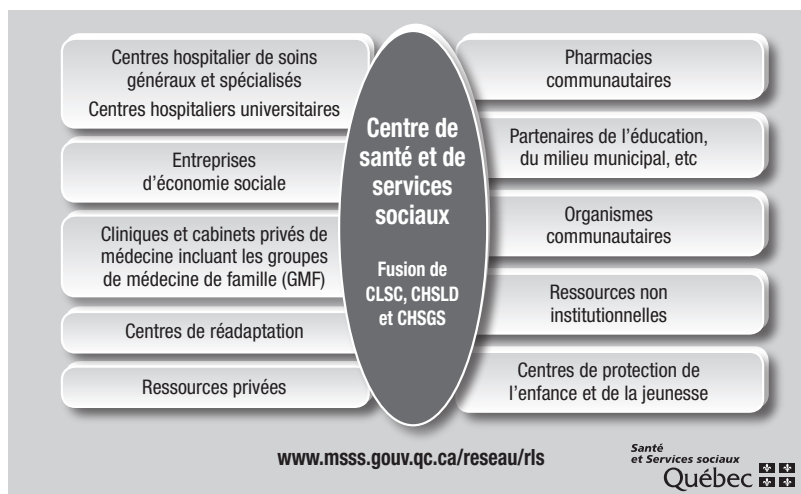 Centres hospitalier de soins
généraux et spécialisés
Centres hospitaliers universitaires
Entreprises
d'économie sociale
Cliniques et cabinets privés de
médecine incluant les groupes
de médecine de famille (GMF)
Centres de réadaptation
Ressources privées
Centre de
santé et de
services
sociaux
Fusion de
CLSC, CHSLD
et CHSGS
Pharmacies
communautaires
Partenaires de l'éducation,
du milieu municipal, etc
Organismes
communautaires
Ressources non
institutionnelles
Centres de protection de
l'enfance et de la jeunesse
www.msss.gouv.qc.ca/reseau/rls
Santé
et Services sociaux
Québec